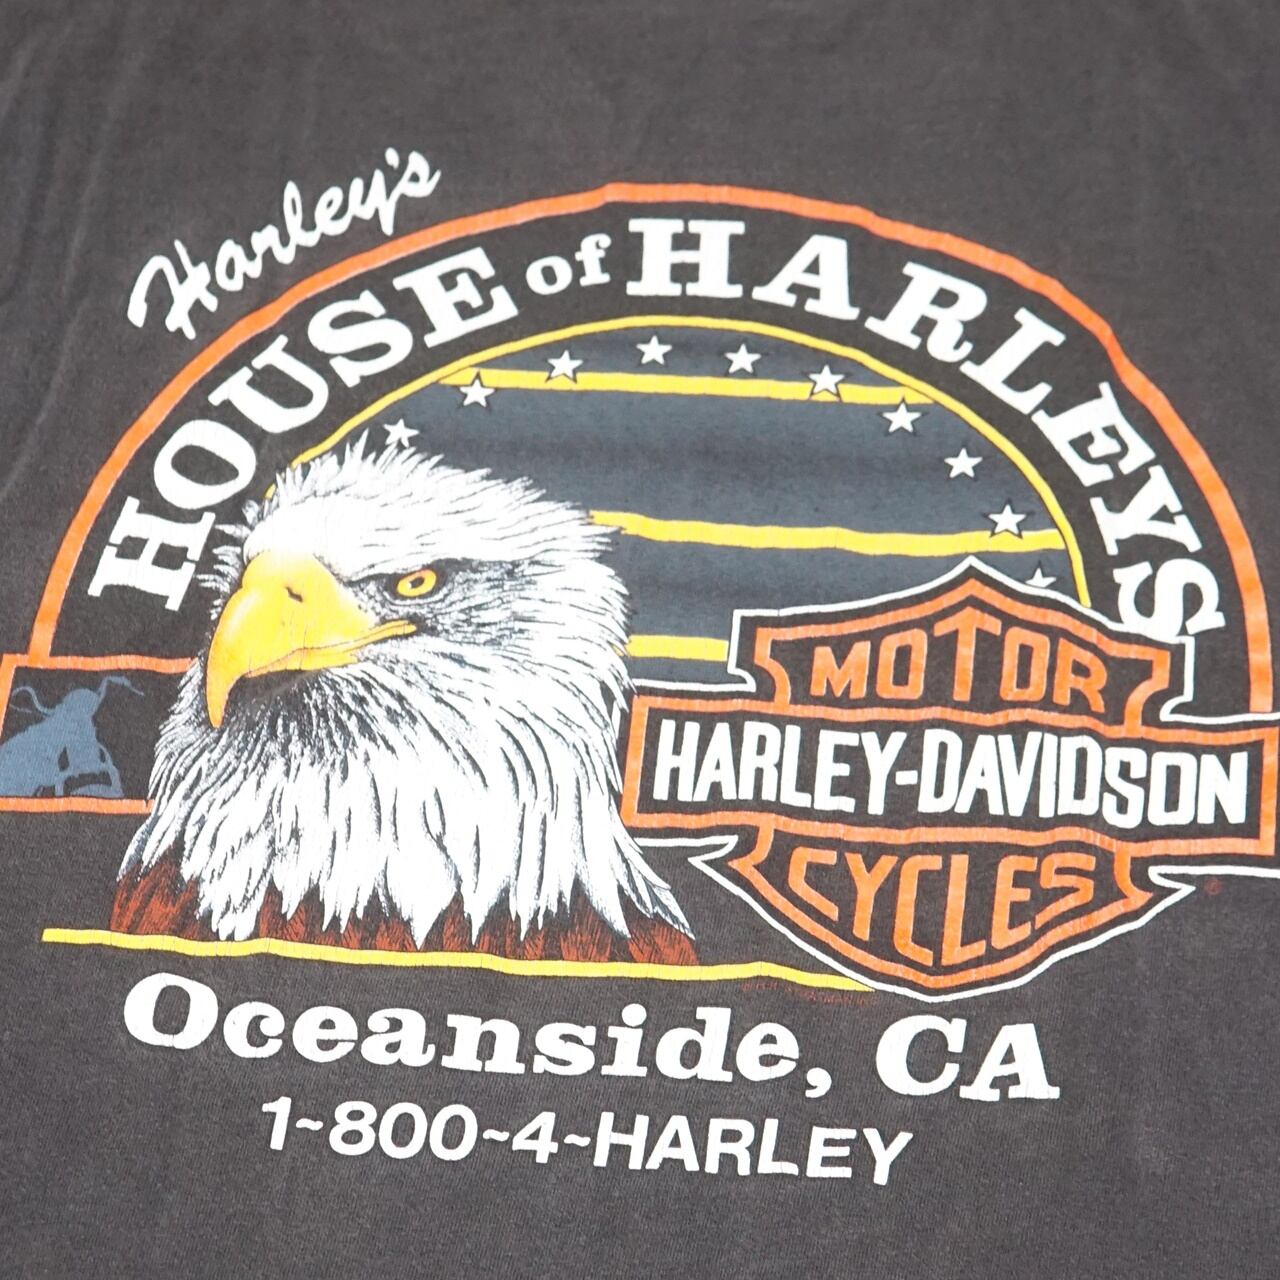 Harley's
HOUSE of HARLEYS
MOTOR
HARLEY-DAVIDSON
CYCLES
®
Oceanside, CA
1~800~4~HARLEY